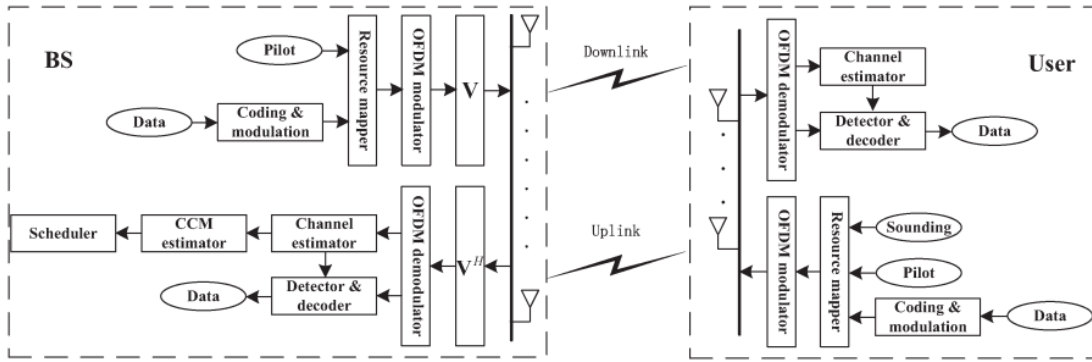 BS
Pilot
Data
Coding &
modulation
Resource mapper
OFDM modulator
V
Downlink
OFDM demodulator
Channel
estimator
Detector &
decoder
Data
User
Scheduler
CCM
estimator
Channel
estimator
Detector &
decoder
Data
OFDM demodulator
V^H
Uplink
OFDM modulator
Resource mapper
Sounding
Pilot
Coding &
modulation
Data